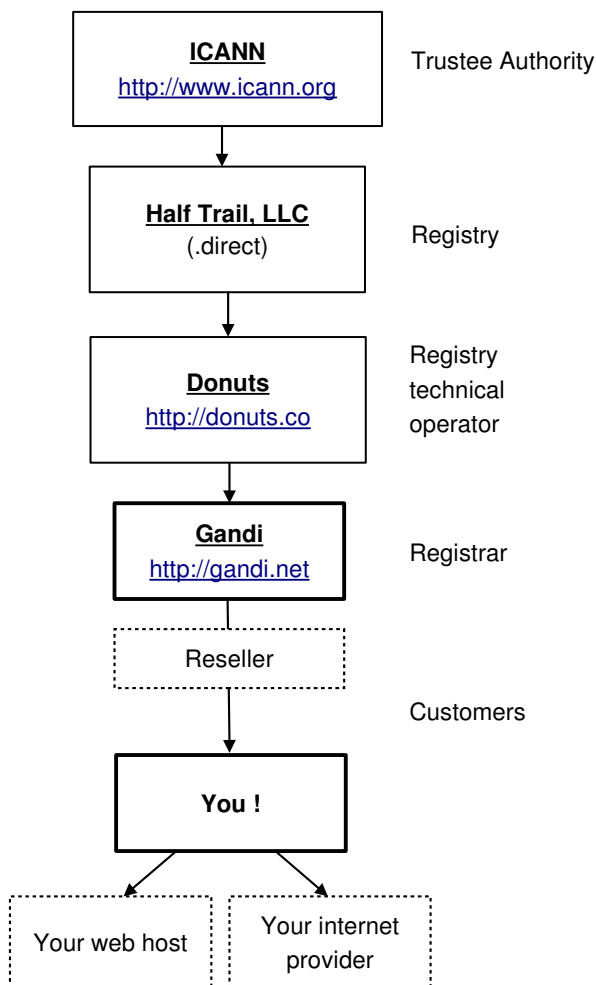 ICANN
http://www.icann.org
Trustee Authority
Half Trail, LLC
(.direct)
Registry
Donuts
http://donuts.co
Registry
technical
operator
Gandi
http://gandi.net
Registrar
Reseller
Customers
You !
Your web host
Your internet
provider